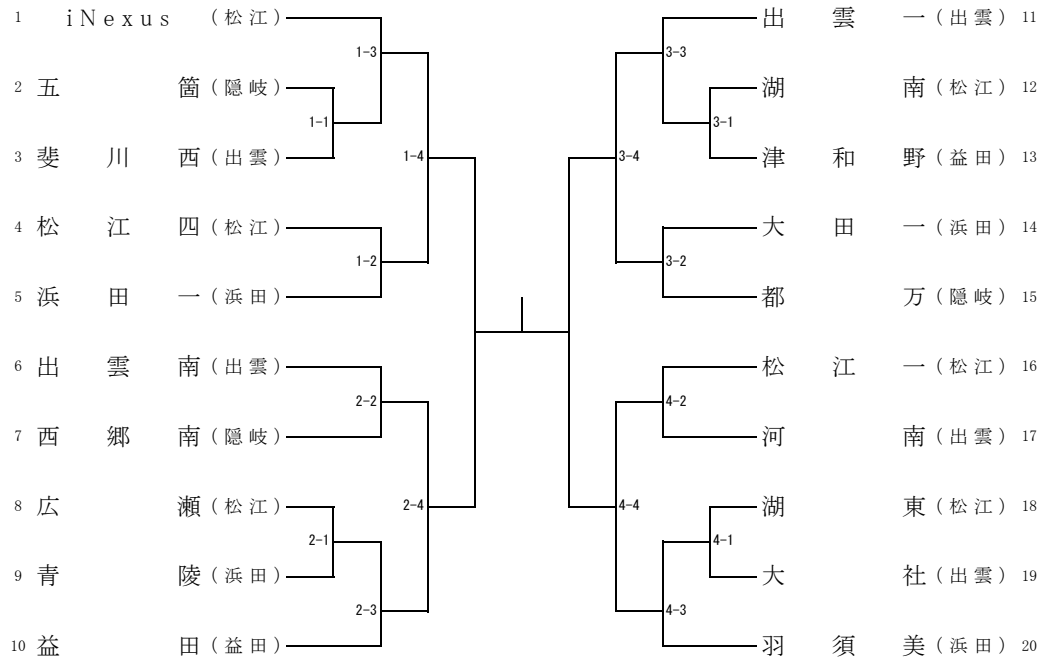 1 iNexus (松江)
1-3
2 五箇 (隠岐)
1-1
3 斐川西 (出雲)
1-4
4 松江四 (松江)
1-2
5 浜田一 (浜田)
6 出雲南 (出雲)
2-2
7 西郷南 (隠岐)
8 広瀬 (松江)
2-4
2-1
9 青陵 (浜田)
2-3
10 益田 (益田)
出雲一 (出雲) 11
3-3
湖南 (松江) 12
3-1
津和野 (益田) 13
3-4
大田一 (浜田) 14
3-2
都万 (隠岐) 15
松江一 (松江) 16
4-2
河南 (出雲) 17
湖東 (松江) 18
4-4
4-1
大社 (出雲) 19
4-3
羽須美 (浜田) 20